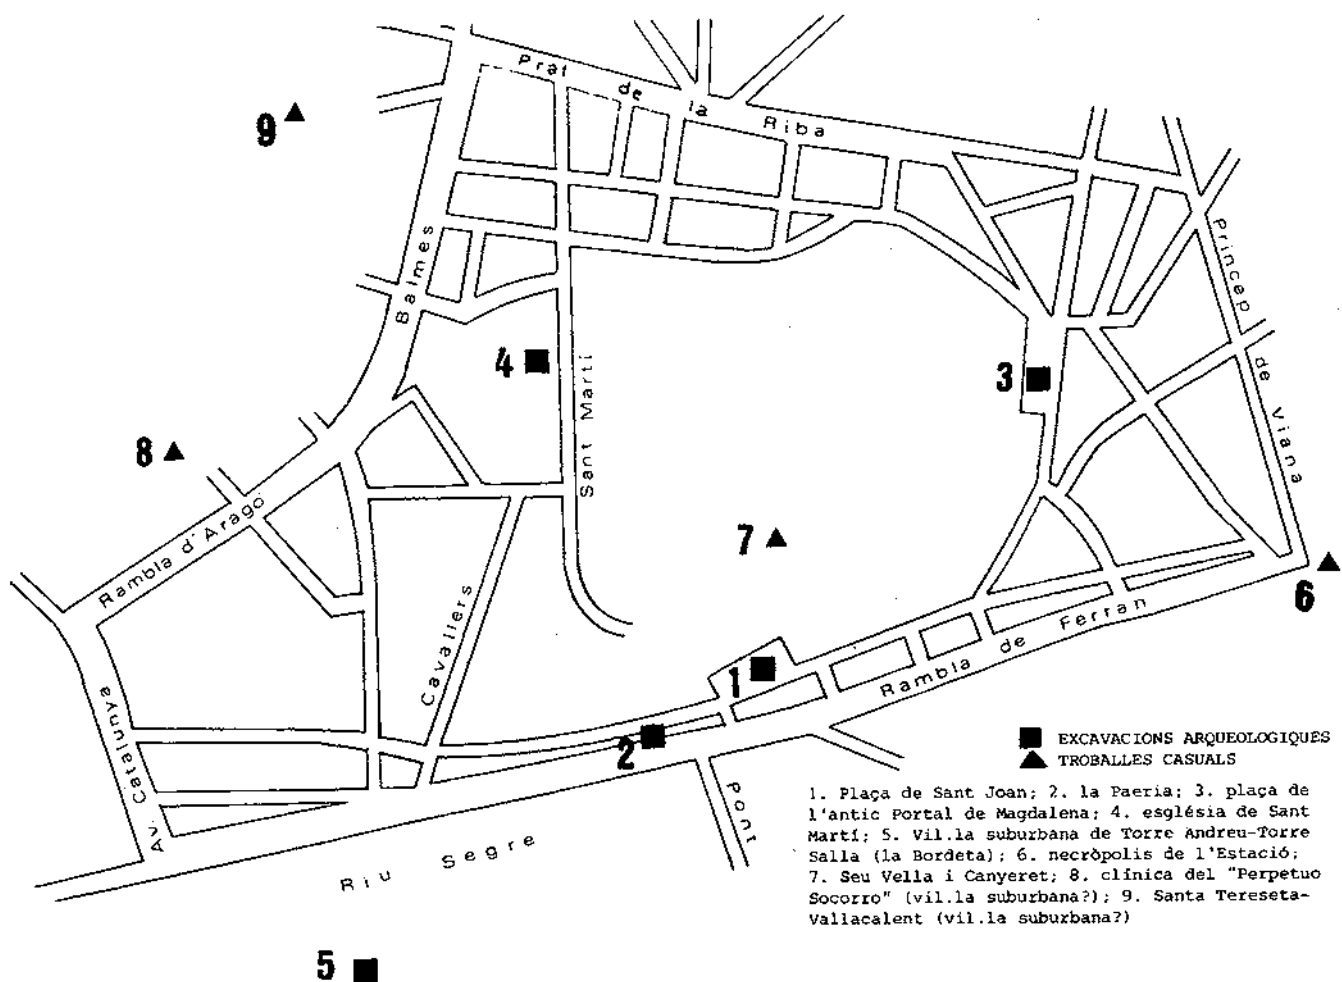 Prat de la Riba
9
Balmes
Princep de Viana
4
Sant Martí
3
8
Rambla d'Aragó
7
Cavallers
6
1
Rambla de Ferran
Av. Catalunya
2
Pont
Riu Segre
5
EXCAVACIONS ARQUEOLOGIQUES
TROBALLES CASUALS
1. Plaça de Sant Joan; 2. la Paeria; 3. plaça de
l'antic Portal de Magdalena; 4. església de Sant
Martí; 5. Vil.la suburbana de Torre Andreu-Torre
Salla (la Bordeta); 6. necròpolis de l'Estació;
7. Seu Vella i Canyeret; 8. clínica del "Perpetuo
Socorro" (vil.la suburbana?); 9. Santa Tereseta-
Vallacalent (vil.la suburbana?)